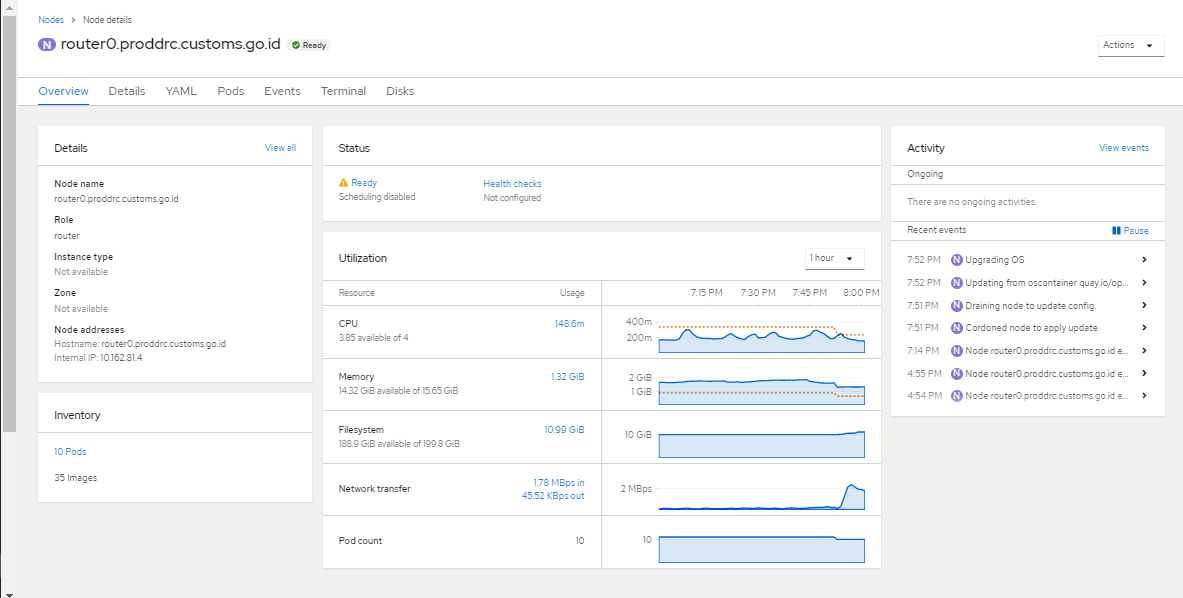 Nodes > Node details
N router0.proddrc.customs.go.id Ready
Actions
Overview Details YAML Pods Events Terminal Disks
Details View all
Node name
router0.proddrc.customs.go.id
Role
router
Instance type
Not available
Zone
Not available
Node addresses
Hostname: router0.proddrc.customs.go.id
Internal IP: 10.162.81.4
Inventory
10 Pods
35 Images
Status
Ready
Scheduling disabled
Health checks
Not configured
Utilization 1 hour
Resource Usage 7:15 PM 7:30 PM 7:45 PM 8:00 PM
CPU 148.6m
3.85 available of 4
400m
200m
Memory 1.32 GiB
14.32 GiB available of 15.65 GiB
2 GiB
1 GiB
Filesystem 10.99 GiB
188.9 GiB available of 199.8 GiB
10 GiB
Network transfer 1.78 MBps in
45.52 KBps out
2 MBps
Pod count 10
10
Activity View events
Ongoing
There are no ongoing activities.
Recent events Pause
7:52 PM N Upgrading OS
7:52 PM N Updating from oscontainer quay.io/op...
7:51 PM N Draining node to update config.
7:51 PM N Cordoned node to apply update
7:14 PM N Node router0.proddrc.customs.go.id e...
4:55 PM N Node router0.proddrc.customs.go.id e...
4:54 PM N Node router0.proddrc.customs.go.id e...